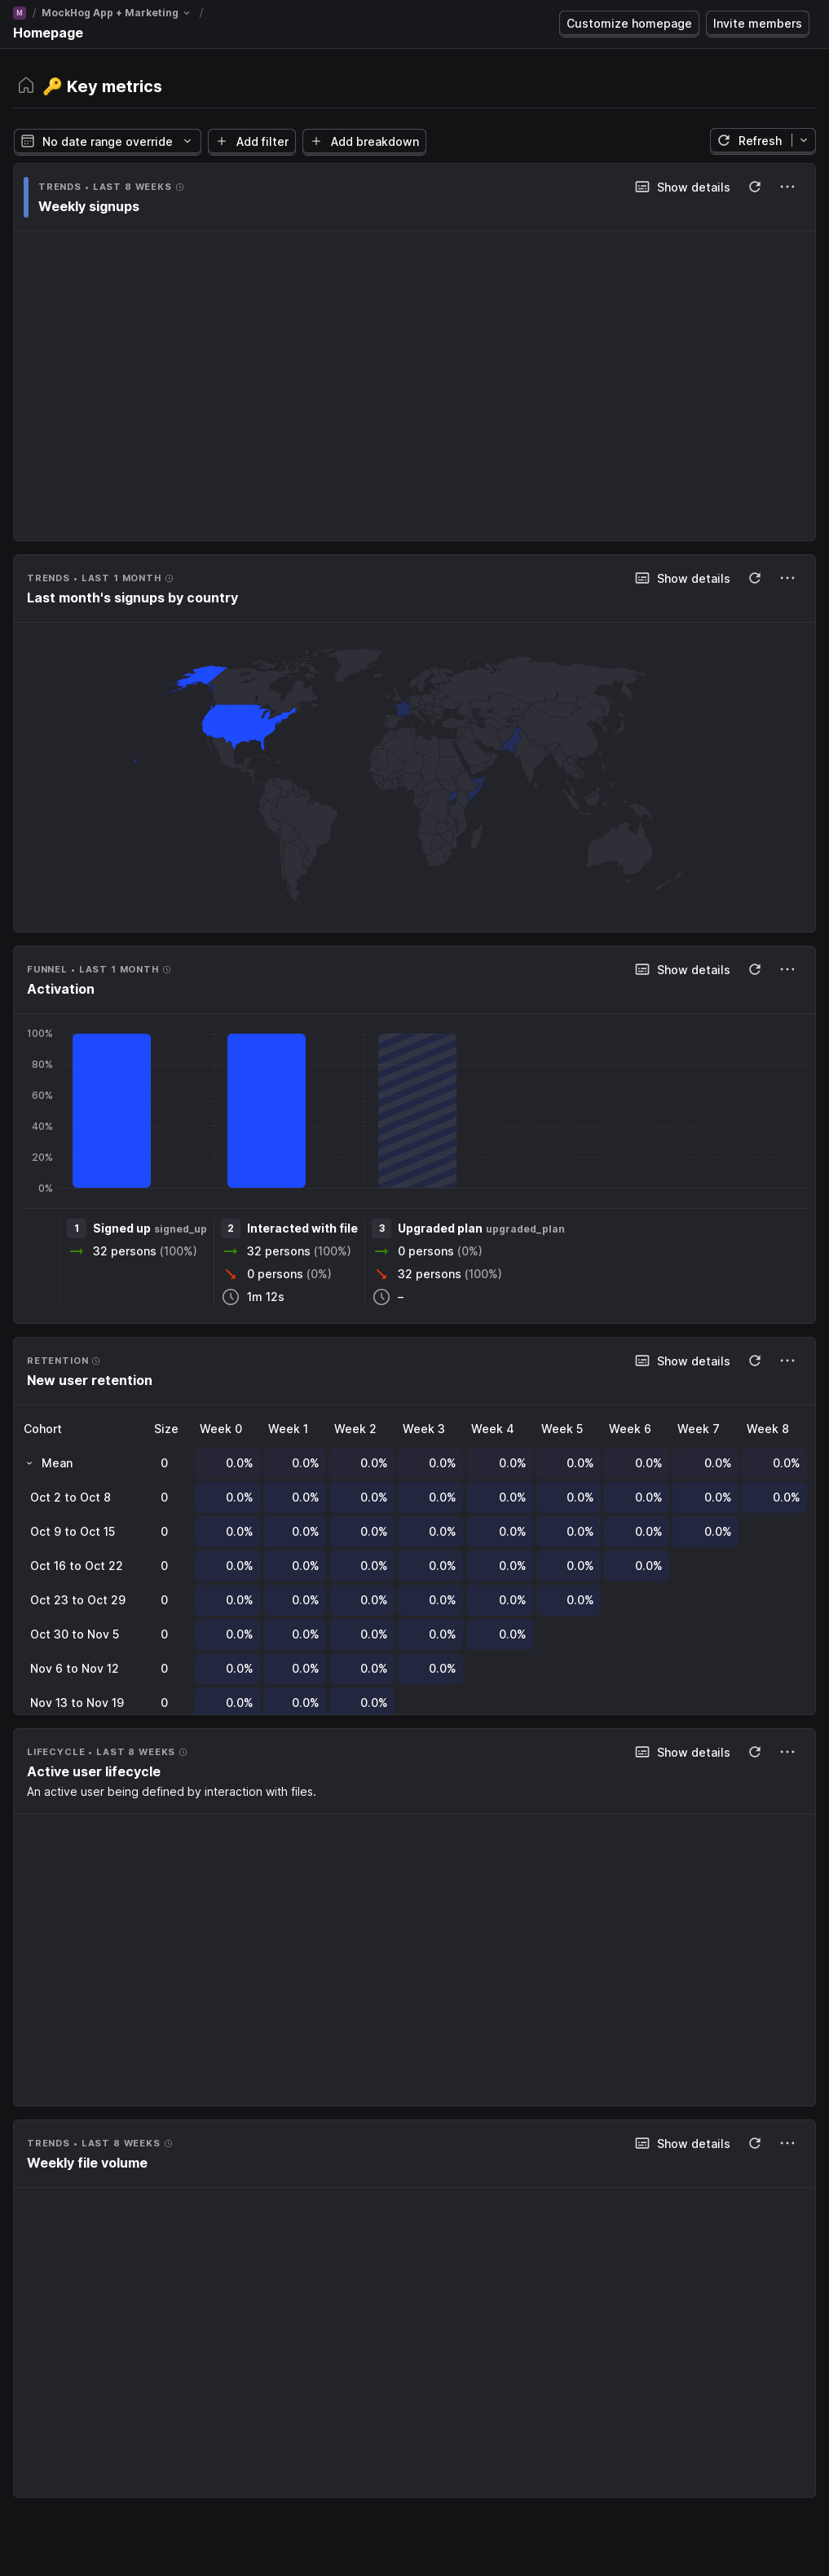 M / MockHog App + Marketing /
Homepage
Customize homepage
Invite members
🔑 Key metrics
No date range override
Add filter
Add breakdown
Refresh
TRENDS • LAST 8 WEEKS
Show details
Weekly signups
TRENDS • LAST 1 MONTH
Show details
Last month's signups by country
FUNNEL • LAST 1 MONTH
Show details
Activation
100%
80%
60%
40%
20%
0%
1 Signed up signed_up
32 persons (100%)
2 Interacted with file
32 persons (100%)
0 persons (0%)
1m 12s
3 Upgraded plan upgraded_plan
0 persons (0%)
32 persons (100%)
–
RETENTION
Show details
New user retention
Cohort Size Week 0 Week 1 Week 2 Week 3 Week 4 Week 5 Week 6 Week 7 Week 8
Mean 0 0.0% 0.0% 0.0% 0.0% 0.0% 0.0% 0.0% 0.0% 0.0%
Oct 2 to Oct 8 0 0.0% 0.0% 0.0% 0.0% 0.0% 0.0% 0.0% 0.0% 0.0%
Oct 9 to Oct 15 0 0.0% 0.0% 0.0% 0.0% 0.0% 0.0% 0.0% 0.0%
Oct 16 to Oct 22 0 0.0% 0.0% 0.0% 0.0% 0.0% 0.0% 0.0%
Oct 23 to Oct 29 0 0.0% 0.0% 0.0% 0.0% 0.0% 0.0%
Oct 30 to Nov 5 0 0.0% 0.0% 0.0% 0.0% 0.0%
Nov 6 to Nov 12 0 0.0% 0.0% 0.0% 0.0%
Nov 13 to Nov 19 0 0.0% 0.0% 0.0%
LIFECYCLE • LAST 8 WEEKS
Show details
Active user lifecycle
An active user being defined by interaction with files.
TRENDS • LAST 8 WEEKS
Show details
Weekly file volume